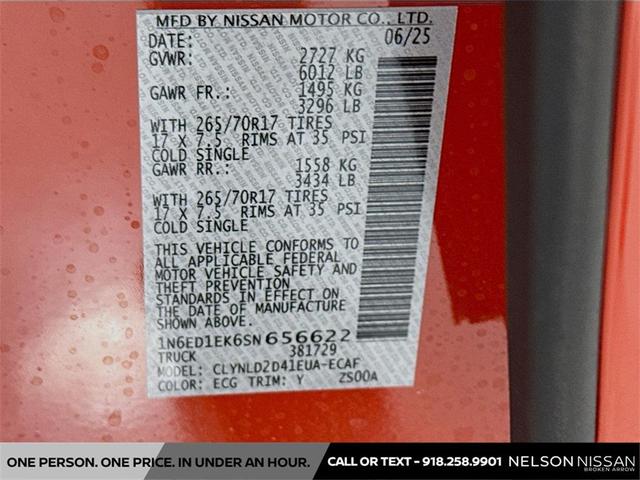 MFD BY NISSAN MOTOR CO., LTD.
DATE: 06/25
GVWR: 2727 KG
6012 LB
GAWR FR.: 1495 KG
3296 LB
WITH 265/70R17 TIRES
17 X 7.5 RIMS AT 35 PSI
COLD SINGLE
GAWR RR.: 1558 KG
3434 LB
WITH 265/70R17 TIRES
17 X 7.5 RIMS AT 35 PSI
COLD SINGLE
THIS VEHICLE CONFORMS TO
ALL APPLICABLE FEDERAL
MOTOR VEHICLE SAFETY AND
THEFT PREVENTION
STANDARDS IN EFFECT ON
THE DATE OF MANUFACTURE
SHOWN ABOVE.
1N6ED1EK6SN656622
TRUCK 381729
MODEL: CLYNLD2D41EUA-ECAF
COLOR: ECG TRIM: Y ZS00A
ONE PERSON. ONE PRICE. IN UNDER AN HOUR.
CALL OR TEXT - 918.258.9901
NELSON NISSAN
BROKEN ARROW